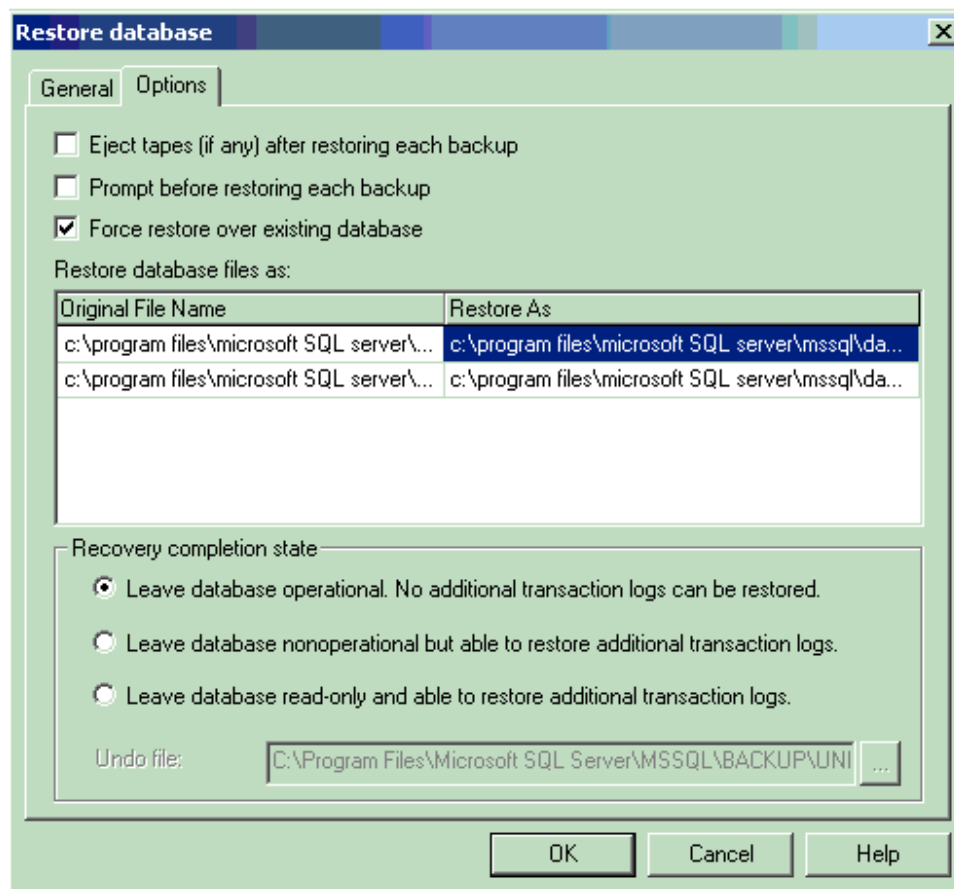 Restore database
General Options
Eject tapes (if any) after restoring each backup
Prompt before restoring each backup
Force restore over existing database
Restore database files as:
Original File Name Restore As
c:\program files\microsoft SQL server\... c:\program files\microsoft SQL server\mssql\da...
c:\program files\microsoft SQL server\... c:\program files\microsoft SQL server\mssql\da...
Recovery completion state
Leave database operational. No additional transaction logs can be restored.
Leave database nonoperational but able to restore additional transaction logs.
Leave database read-only and able to restore additional transaction logs.
Undo file: C:\Program Files\Microsoft SQL Server\MSSQL\BACKUP\UNI ...
OK Cancel Help